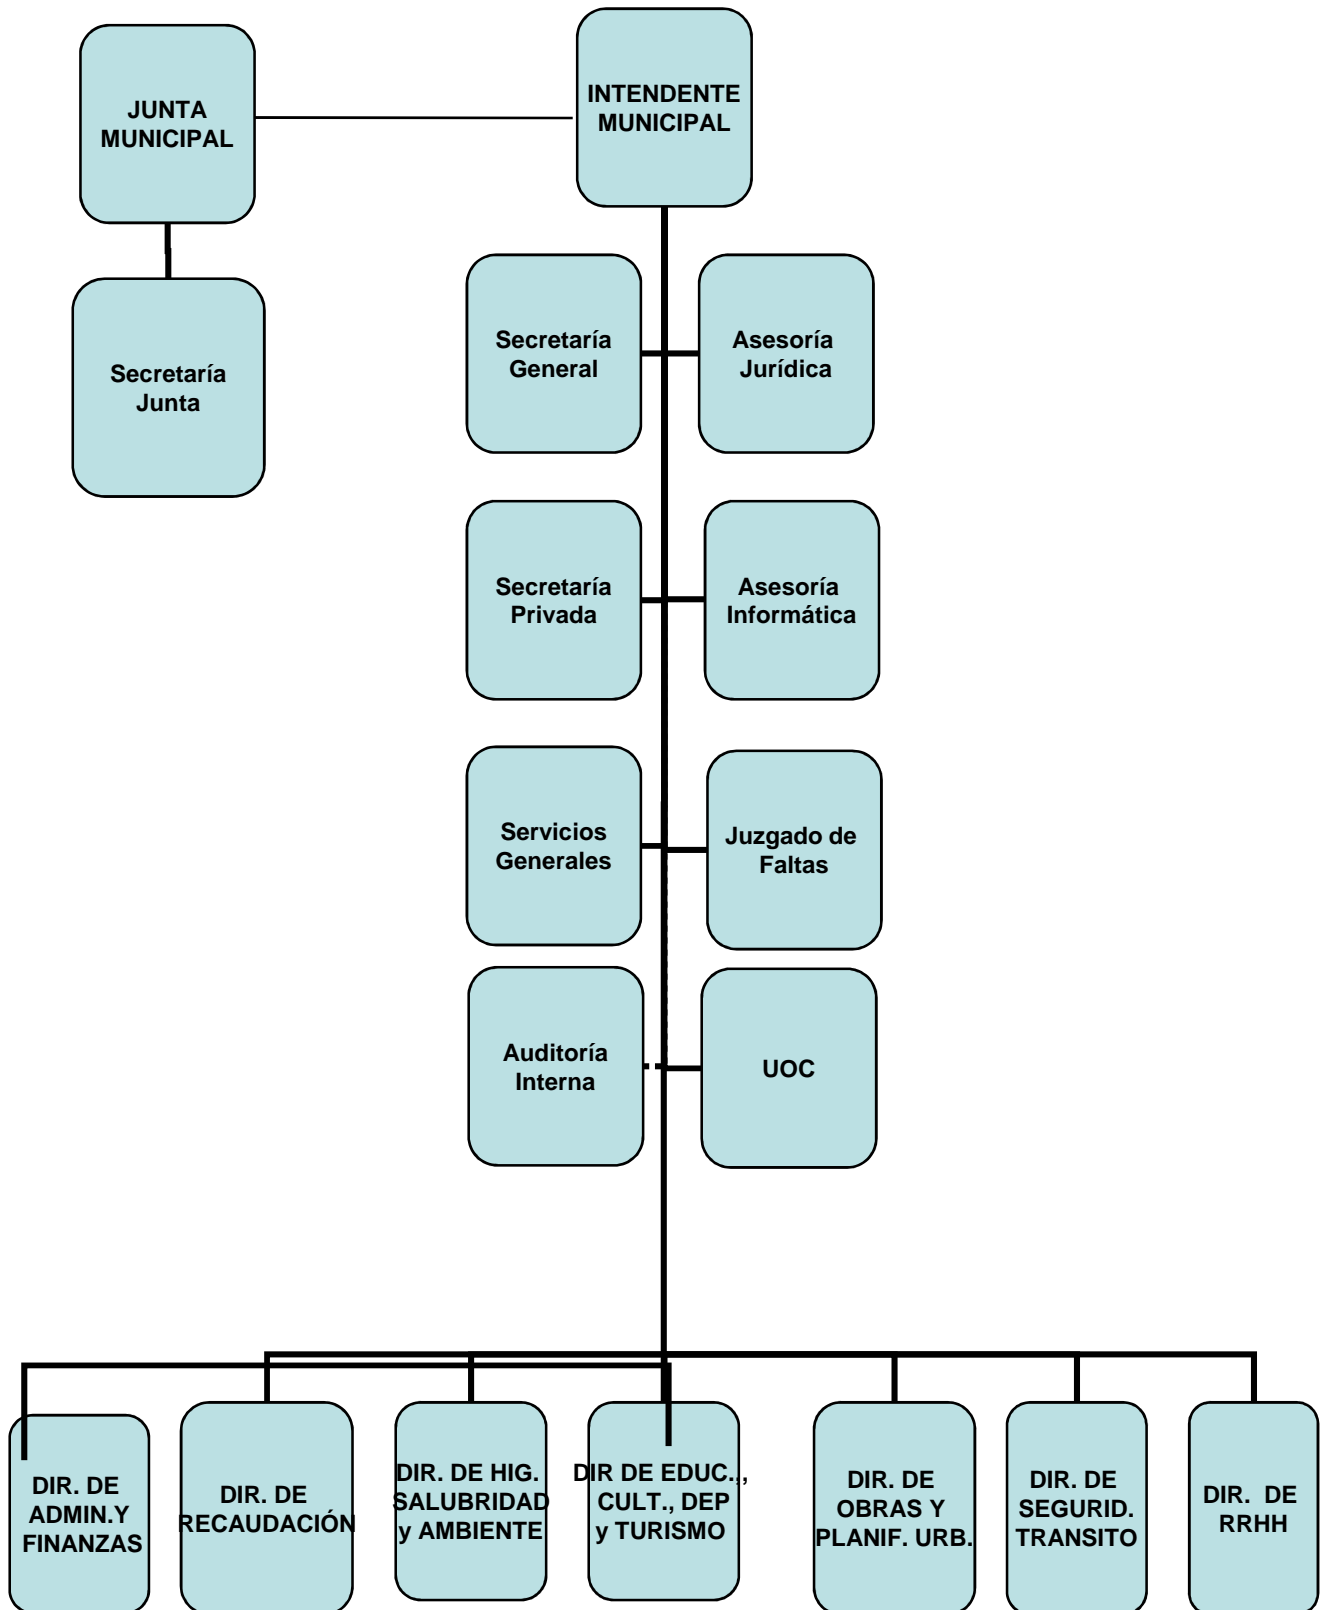 JUNTA
MUNICIPAL
INTENDENTE
MUNICIPAL
Secretaría
Junta
Secretaría
General
Asesoría
Jurídica
Secretaría
Privada
Asesoría
Informática
Servicios
Generales
Juzgado de
Faltas
Auditoría
Interna
UOC
DIR. DE
ADMIN.Y
FINANZAS
DIR. DE
RECAUDACIÓN
DIR. DE HIG.
SALUBRIDAD
y AMBIENTE
DIR DE EDUC.,,
CULT., DEP
y TURISMO
DIR. DE
OBRAS Y
PLANIF. URB.
DIR. DE
SEGURID.
TRANSITO
DIR. DE
RRHH